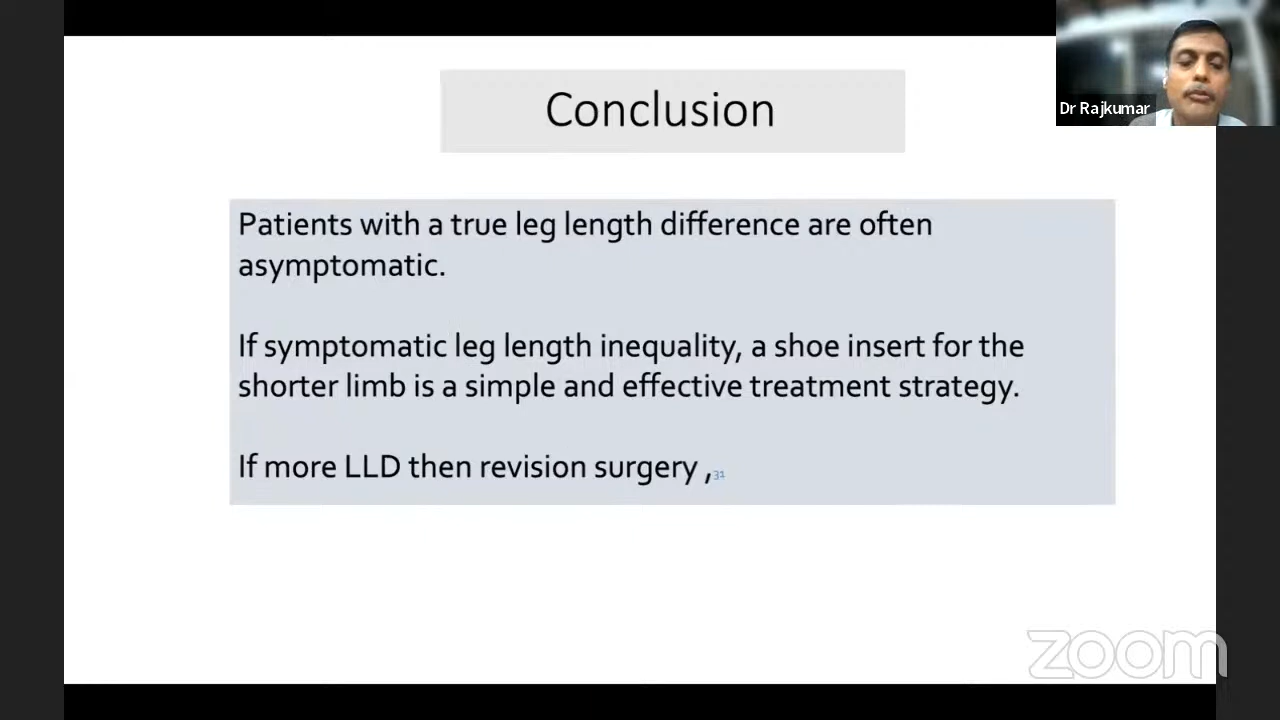 Conclusion
Dr Rajkumar
Patients with a true leg length difference are often
asymptomatic.
If symptomatic leg length inequality, a shoe insert for the
shorter limb is a simple and effective treatment strategy.
If more LLD then revision surgery ,31
zoom